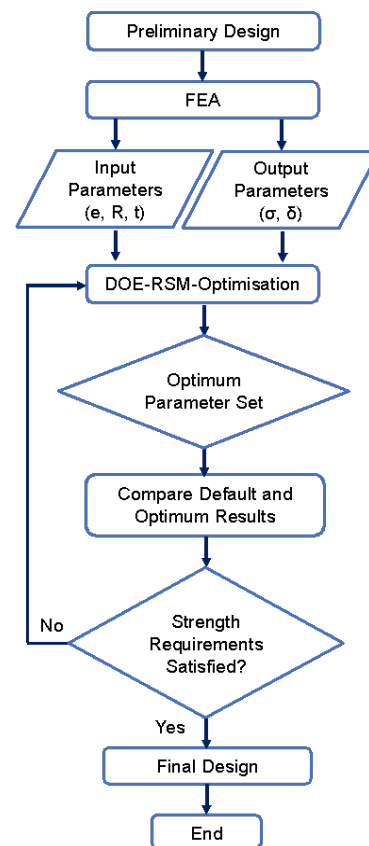 Preliminary Design
FEA
Input
Parameters
(e, R, t)
Output
Parameters
(σ, δ)
DOE-RSM-Optimisation
Optimum
Parameter Set
Compare Default and
Optimum Results
Strength
Requirements
Satisfied?
No
Yes
Final Design
End